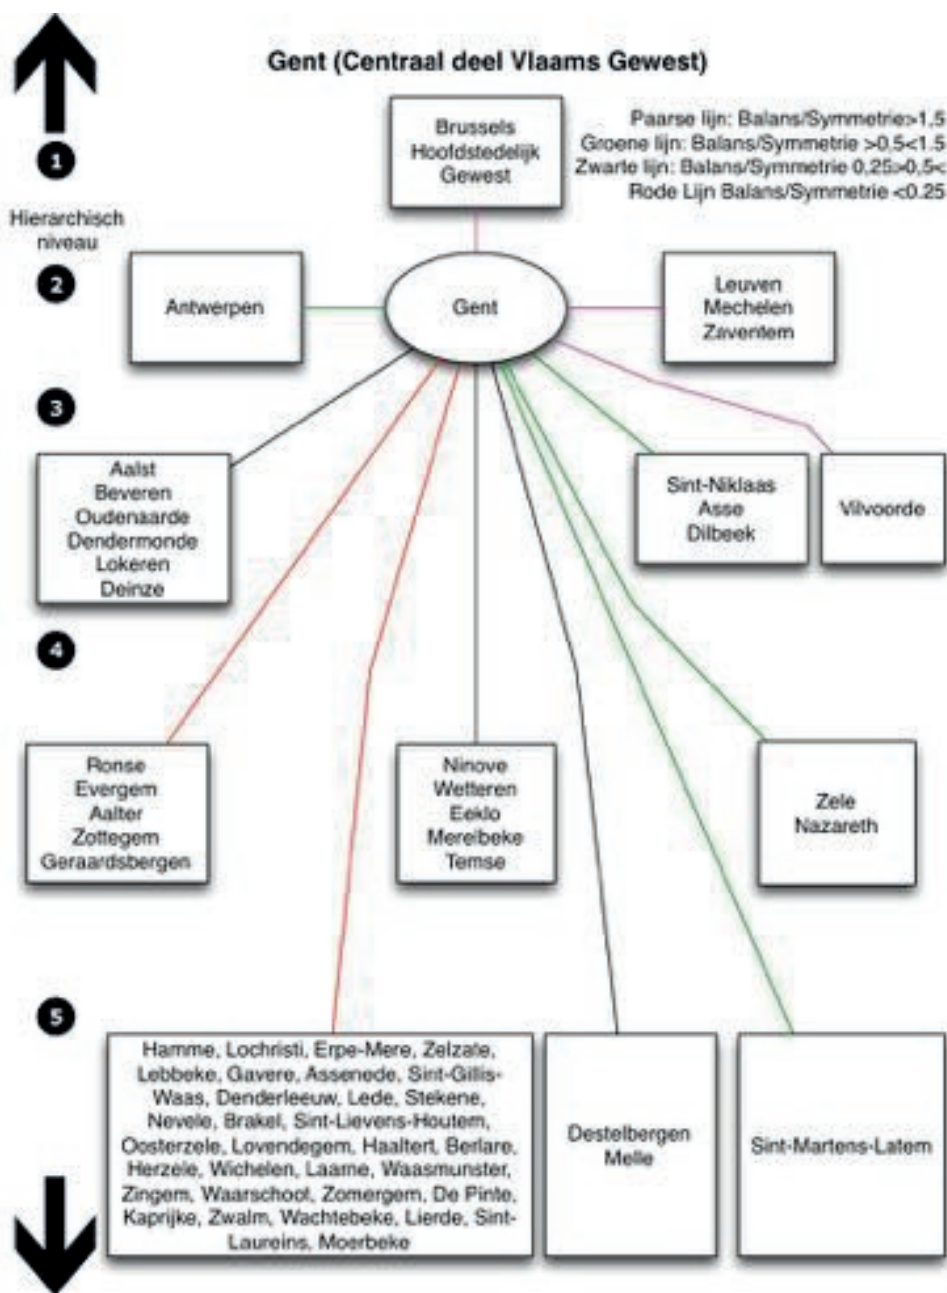 Gent (Centraal deel Vlaams Gewest)
Brussels
Hoofdstedelijk
Gewest
Paarse lijn: Balans/Symmetrie>1,5
Groene lijn: Balans/Symmetrie >0,5<1.5
Zwarte lijn: Balans/Symmetrie 0,25>0,5<
Rode Lijn Balans/Symmetrie <0.25
1
Hierarchisch
niveau
2
Antwerpen
Gent
Leuven
Mechelen
Zaventem
3
Aalst
Beveren
Oudenaarde
Dendermonde
Lokeren
Deinze
Sint-Niklaas
Asse
Dilbeek
Vilvoorde
4
Ronse
Evergem
Aalter
Zottegem
Geraardsbergen
Ninove
Wetteren
Eeklo
Merelbeke
Temse
Zele
Nazareth
5
Hamme, Lochristi, Erpe-Mere, Zelzate,
Lebbeke, Gavere, Assenede, Sint-Gillis-
Waas, Denderleeuw, Lede, Stekene,
Nevele, Brakel, Sint-Lievens-Houtem,
Oosterzele, Lovendegem, Haaltert, Berlare,
Herzele, Wichelen, Laarne, Waasmunster,
Zingem, Waarschoot, Zomergem, De Pinte,
Kaprijke, Zwalm, Wachtebeke, Lierde, Sint-
Laureins, Moerbeke
Destelbergen
Melle
Sint-Martens-Latem